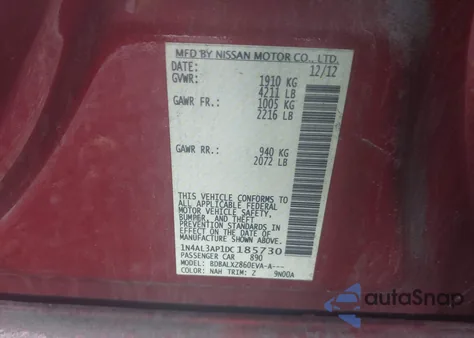 MFD BY NISSAN MOTOR CO., LTD.
DATE: 12/12
GVWR: 1910 KG
4211 LB
GAWR FR.: 1005 KG
2216 LB
GAWR RR.: 940 KG
2072 LB
THIS VEHICLE CONFORMS TO
ALL APPLICABLE FEDERAL
MOTOR VEHICLE SAFETY,
BUMPER, AND THEFT
PREVENTION STANDARDS IN
EFFECT ON THE DATE OF
MANUFACTURE SHOWN ABOVE.
1N4AL3AP1DC185730
PASSENGER CAR 890
MODEL: BDBALXZ860EVA-A---
COLOR: NAH TRIM: Z 9N00A
autoSnap